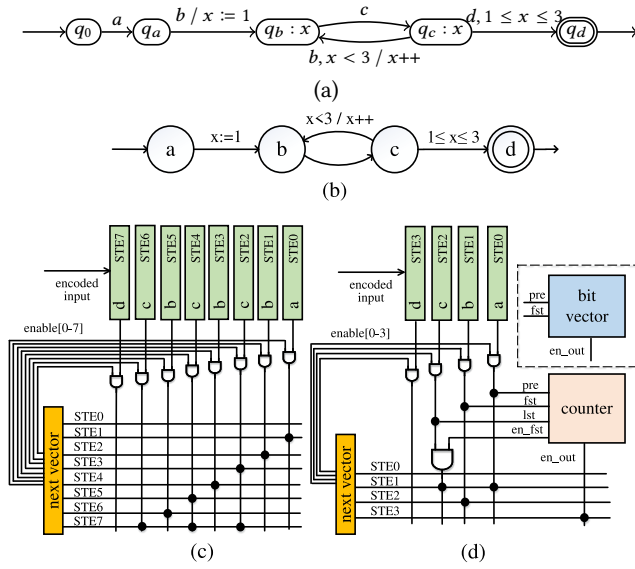 q0 a qa b / x := 1 qb : x c qc : x d, 1 ≤ x ≤ 3 qd
b, x < 3 / x++
(a)
x<3 / x++
a x:=1 b c 1≤ x≤ 3 d
(b)
STE7 STE6 STE5 STE4 STE3 STE2 STE1 STE0
d c b c b c b a
encoded
input
enable[0-7]
next vector
STE0
STE1
STE2
STE3
STE4
STE5
STE6
STE7
(c)
STE3 STE2 STE1 STE0
d c b a
encoded
input
enable[0-3]
pre
fst
bit
vector
en_out
pre
fst
lst
en_fst
counter
en_out
next vector
STE0
STE1
STE2
STE3
(d)